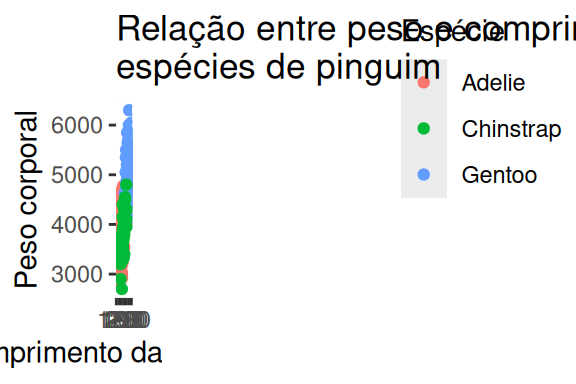 Relação entre peso e comprim
espécies de pinguim
Espécie
Adelie
Chinstrap
Gentoo
Peso corporal
6000
5000
4000
3000
mprimento da